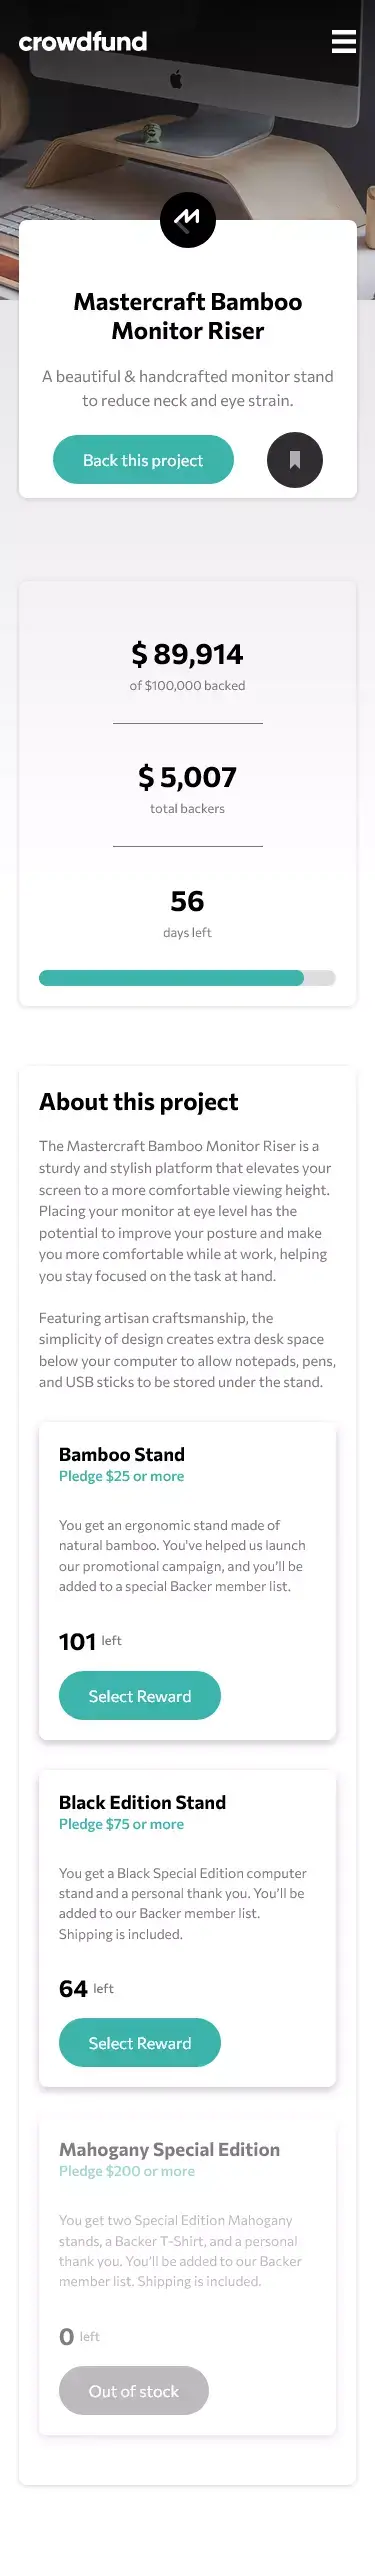 crowdfund
Mastercraft Bamboo
Monitor Riser
A beautiful & handcrafted monitor stand
to reduce neck and eye strain.
Back this project
$ 89,914
of $100,000 backed
$ 5,007
total backers
56
days left
About this project
The Mastercraft Bamboo Monitor Riser is a
sturdy and stylish platform that elevates your
screen to a more comfortable viewing height.
Placing your monitor at eye level has the
potential to improve your posture and make
you more comfortable while at work, helping
you stay focused on the task at hand.
Featuring artisan craftsmanship, the
simplicity of design creates extra desk space
below your computer to allow notepads, pens,
and USB sticks to be stored under the stand.
Bamboo Stand
Pledge $25 or more
You get an ergonomic stand made of
natural bamboo. You've helped us launch
our promotional campaign, and you'll be
added to a special Backer member list.
101 left
Select Reward
Black Edition Stand
Pledge $75 or more
You get a Black Special Edition computer
stand and a personal thank you. You'll be
added to our Backer member list.
Shipping is included.
64 left
Select Reward
Mahogany Special Edition
Pledge $200 or more
You get two Special Edition Mahogany
stands, a Backer T-Shirt, and a personal
thank you. You'll be added to our Backer
member list. Shipping is included.
0 left
Out of stock